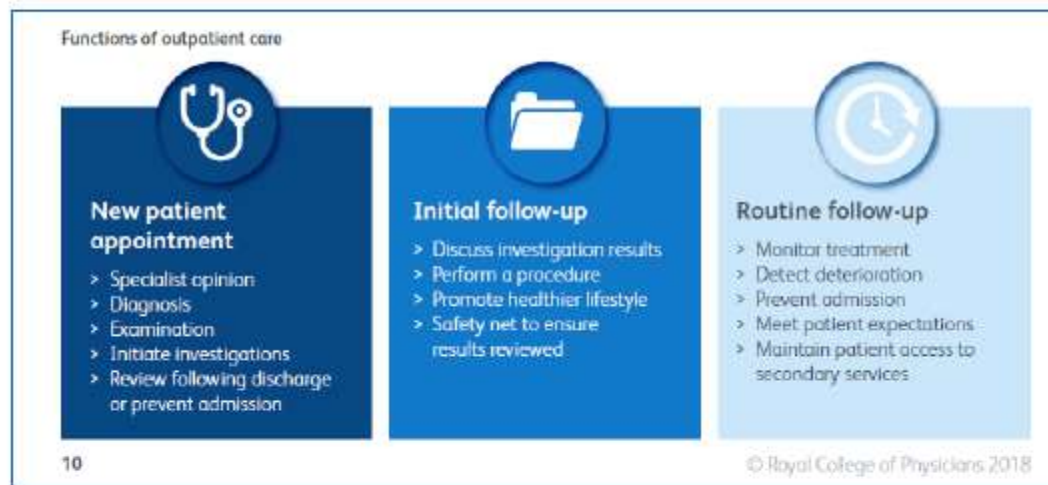 Functions of outpatient care
New patient
appointment
> Specialist opinion
> Diagnosis
> Examination
> Initiate investigations
> Review following discharge
or prevent admission
Initial follow-up
> Discuss investigation results
> Perform a procedure
> Promote healthier lifestyle
> Safety net to ensure
results reviewed
Routine follow-up
> Monitor treatment
> Detect deterioration
> Prevent admission
> Meet patient expectations
> Maintain patient access to
secondary services
10
© Royal College of Physicians 2018